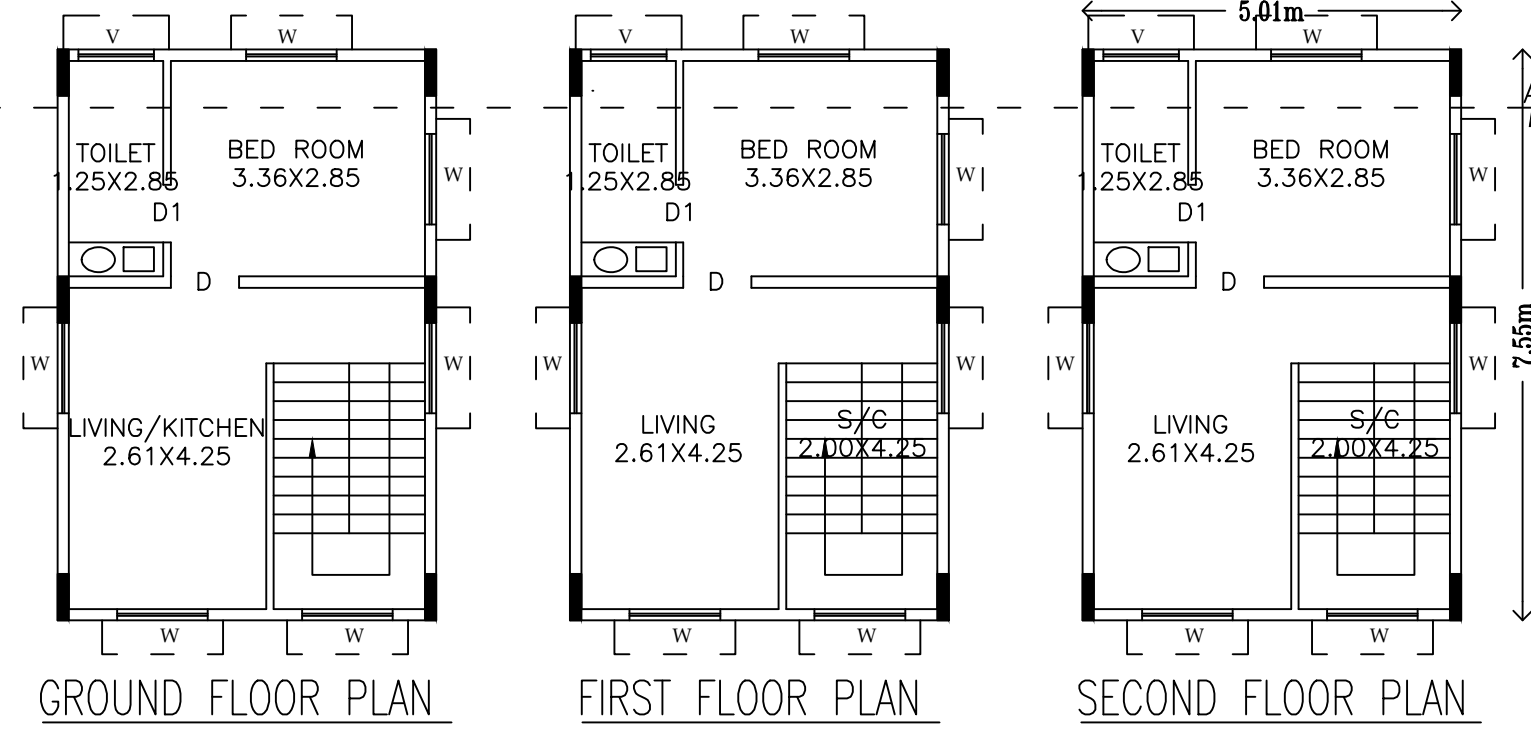 5.01m
V W V W V W
TOILET
1.25X2.85
BED ROOM
3.36X2.85
W
D1
D
W
W
LIVING/KITCHEN
2.61X4.25
W W
GROUND FLOOR PLAN
TOILET
1.25X2.85
BED ROOM
3.36X2.85
W
D1
D
W
W
LIVING
2.61X4.25
S/C
2.00X4.25
W W
FIRST FLOOR PLAN
TOILET
1.25X2.85
BED ROOM
3.36X2.85
W
D1
D
W
W
LIVING
2.61X4.25
S/C
2.00X4.25
W W
SECOND FLOOR PLAN
7.55m